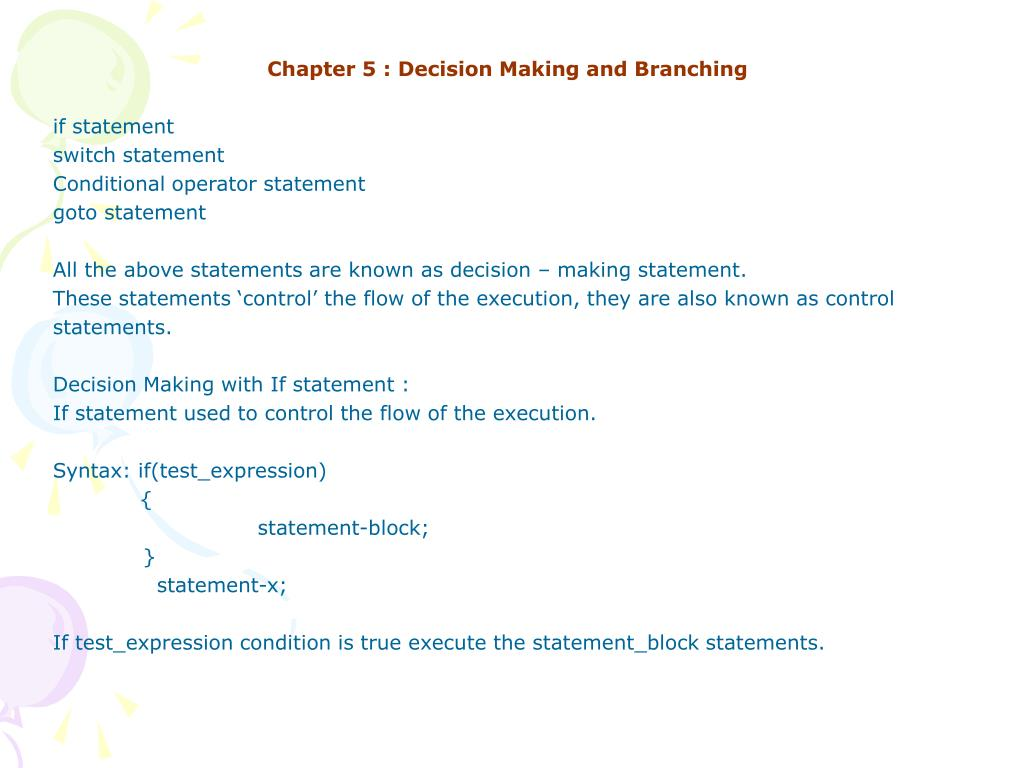 Chapter 5 : Decision Making and Branching
if statement
switch statement
Conditional operator statement
goto statement
All the above statements are known as decision – making statement.
These statements ‘control’ the flow of the execution, they are also known as control
statements.
Decision Making with If statement :
If statement used to control the flow of the execution.
Syntax: if(test_expression)
{
statement-block;
}
statement-x;
If test_expression condition is true execute the statement_block statements.